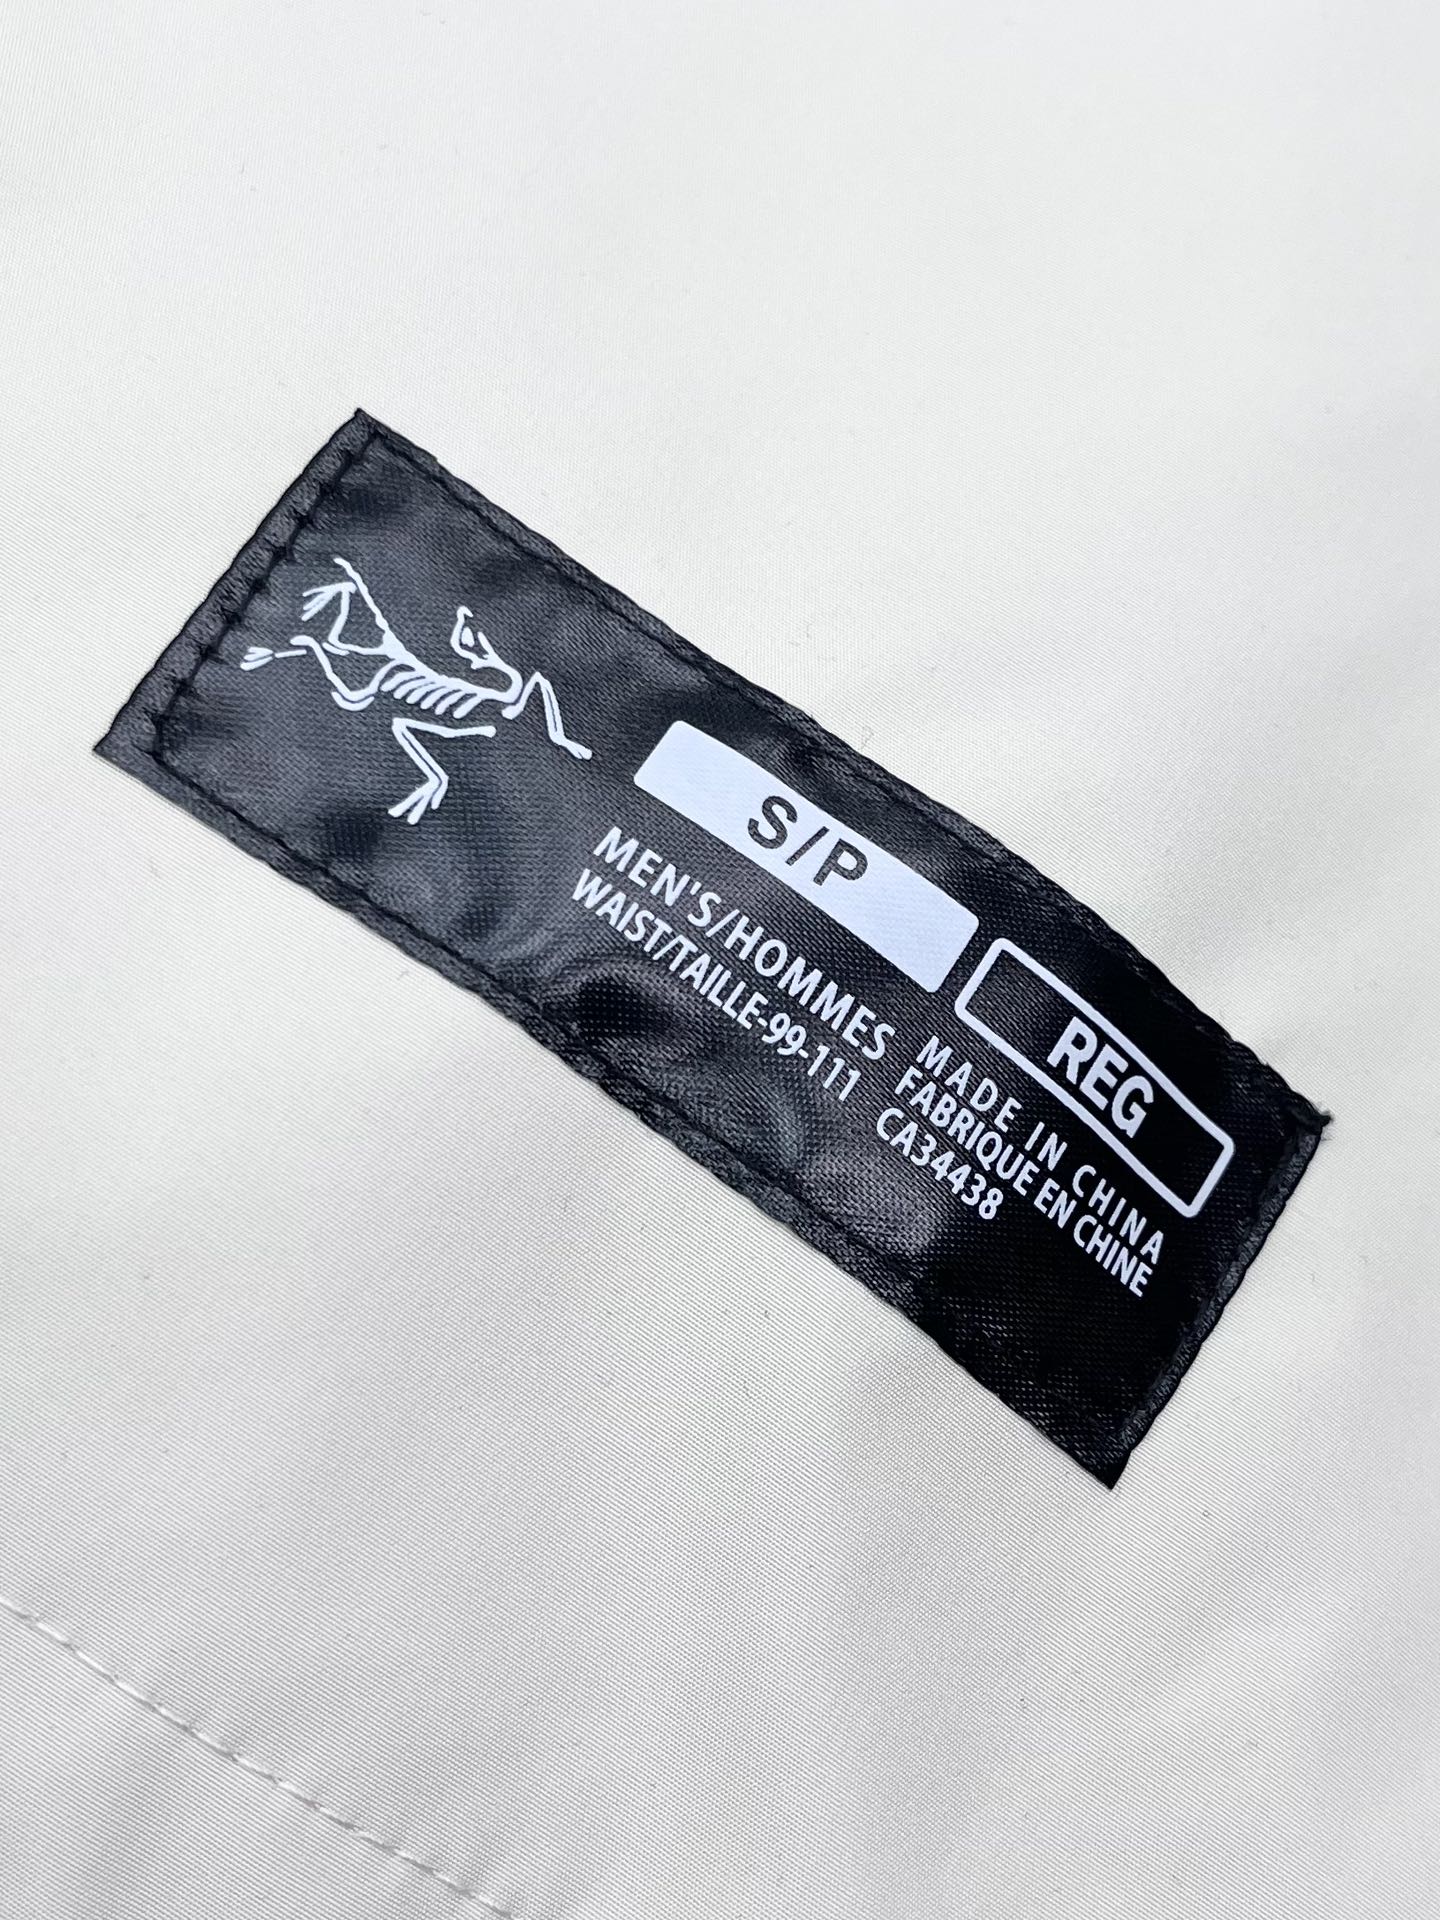 S/P
REG
MEN'S/HOMMES
WAIST/TAILLE-99-111
MADE IN CHINA
FABRIQUE EN CHINE
CA34438